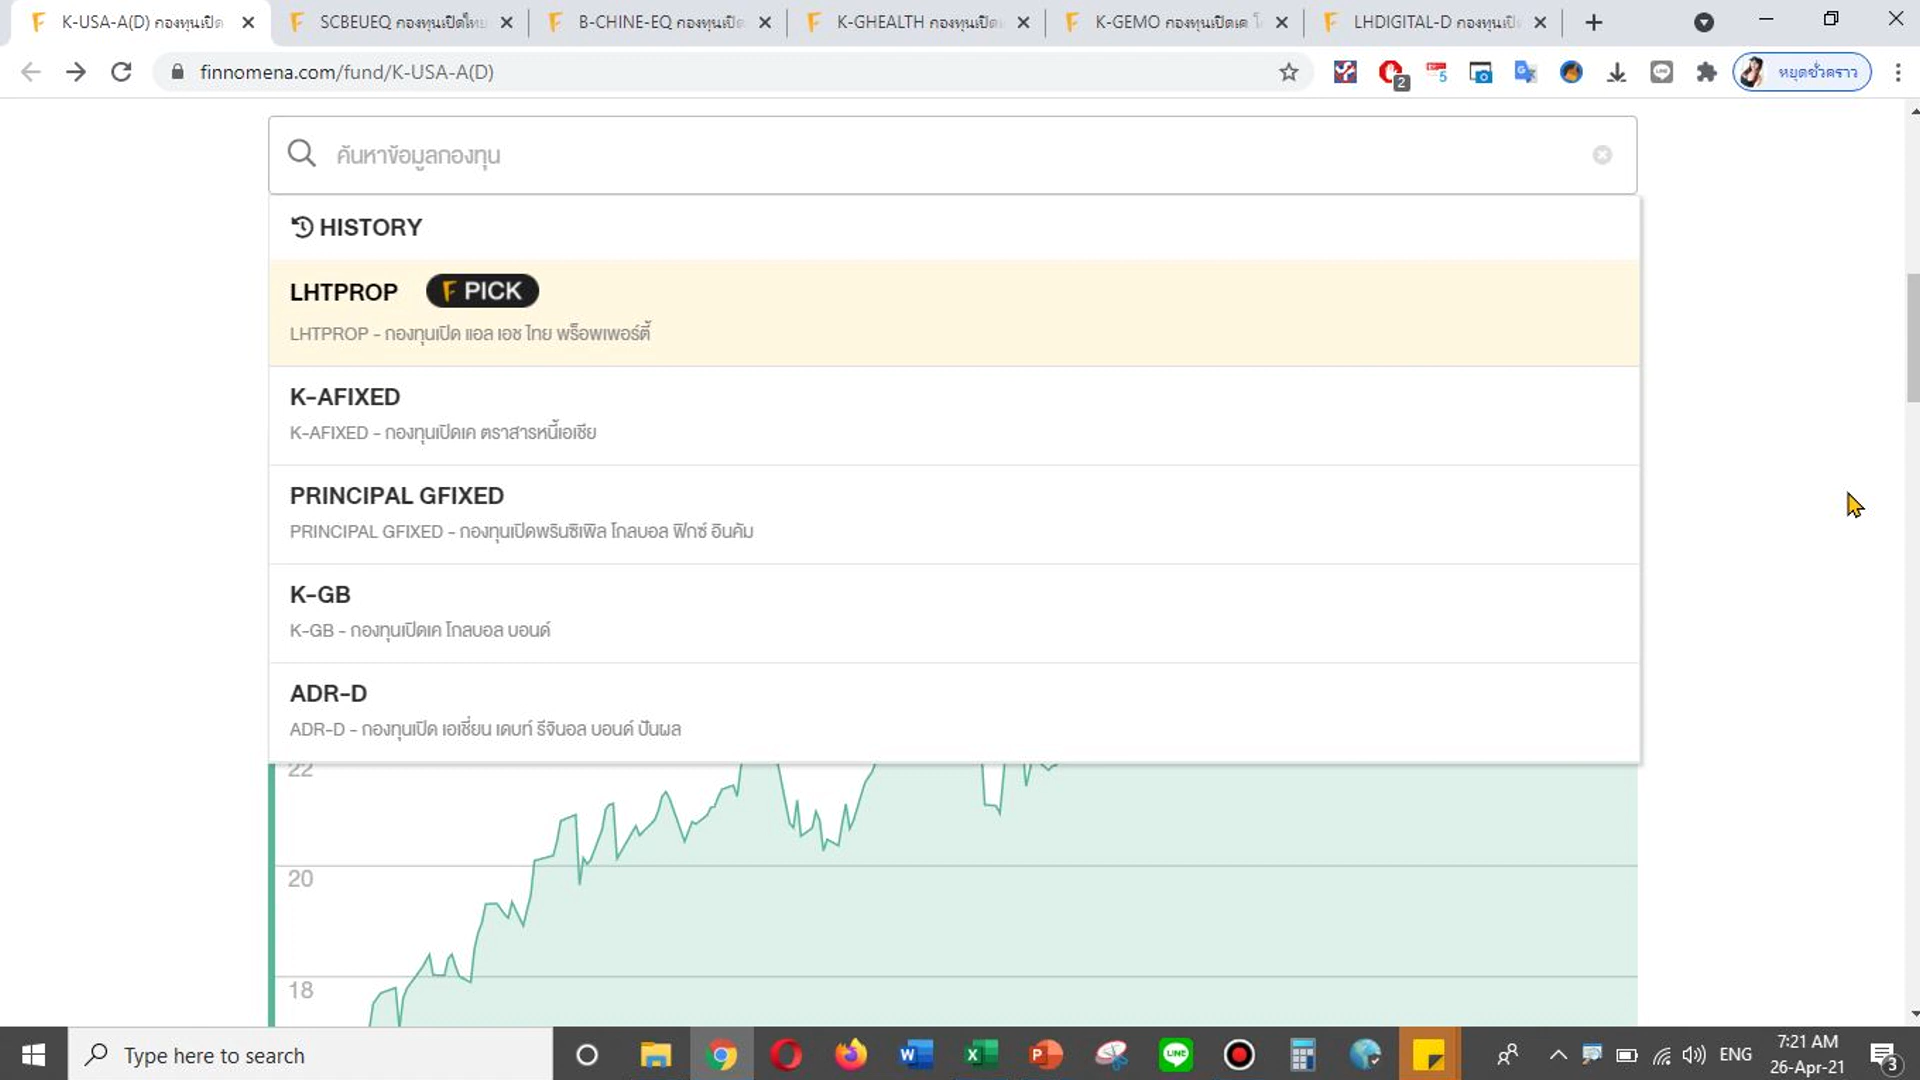 K-USA-A(D) กองทุนเปิด
SCBEUEQ กองทุนเปิดไทย
B-CHINE-EQ กองทุนเปิด
K-GHEALTH กองทุนเปิดเ
K-GEMO กองทุนเปิดเค โ
LHDIGITAL-D กองทุนเปิ
finnomena.com/fund/K-USA-A(D)
2
5
หยุดชั่วคราว
ค้นหาข้อมูลกองทุน
HISTORY
LHTPROP PICK
LHTPROP - กองทุนเปิด แอล เอช ไทย พร็อพเพอร์ตี้
K-AFIXED
K-AFIXED - กองทุนเปิดเค ตราสารหนี้เอเชีย
PRINCIPAL GFIXED
PRINCIPAL GFIXED - กองทุนเปิดพรินซิเพิล โกลบอล ฟิกซ์ อินคัม
K-GB
K-GB - กองทุนเปิดเค โกลบอล บอนด์
ADR-D
ADR-D - กองทุนเปิด เอเชี่ยน เดบท์ รีจินอล บอนด์ ปันผล
22
20
18
Type here to search
LINE
ENG
7:21 AM
26-Apr-21
3